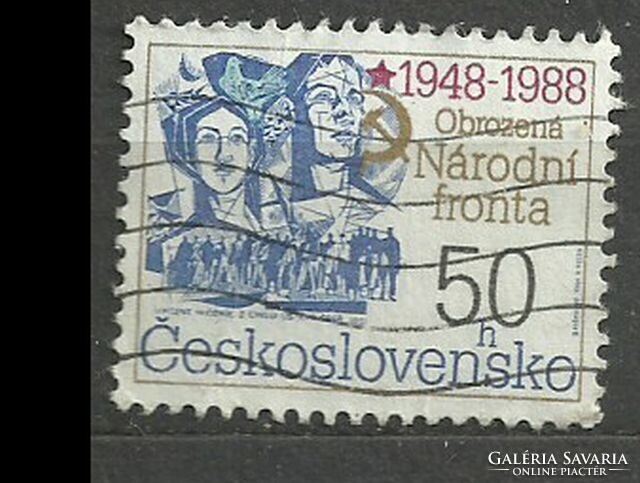 1948-1988
Obrozená
Národní
fronta
50
h
Československo
GALÉRIA SAVARIA
ONLINE PIACTÉR